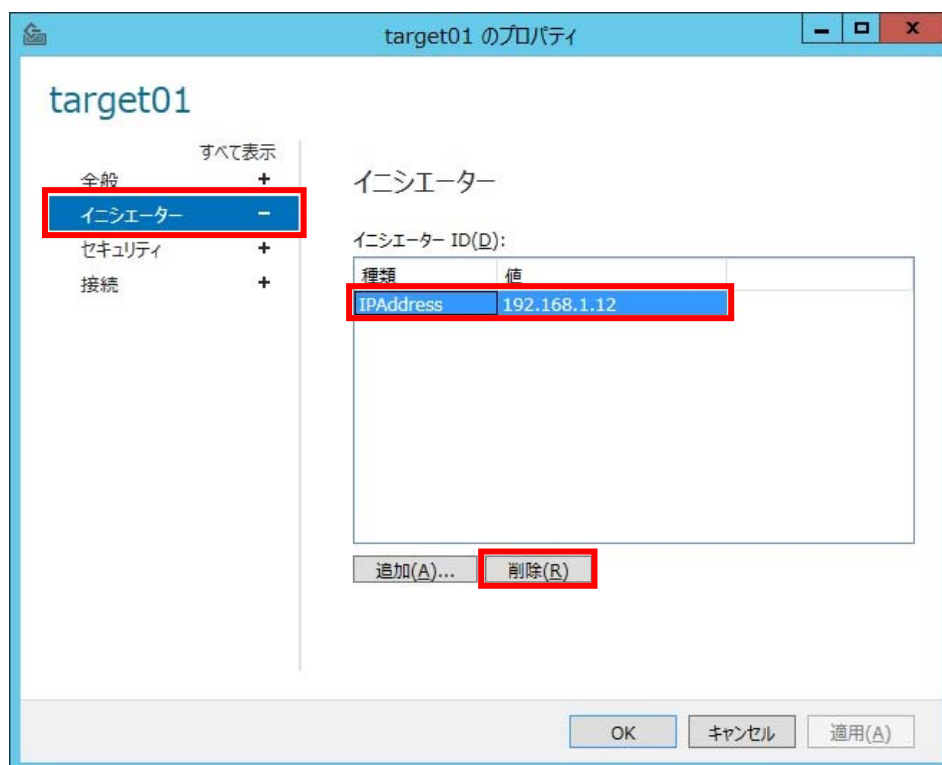 target01 のプロパティ
target01
すべて表示
全般 +
イニシエーター −
セキュリティ +
接続 +
イニシエーター
イニシエーター ID(D):
種類 値
IPAddress 192.168.1.12
追加(A)... 削除(R)
OK キャンセル 適用(A)